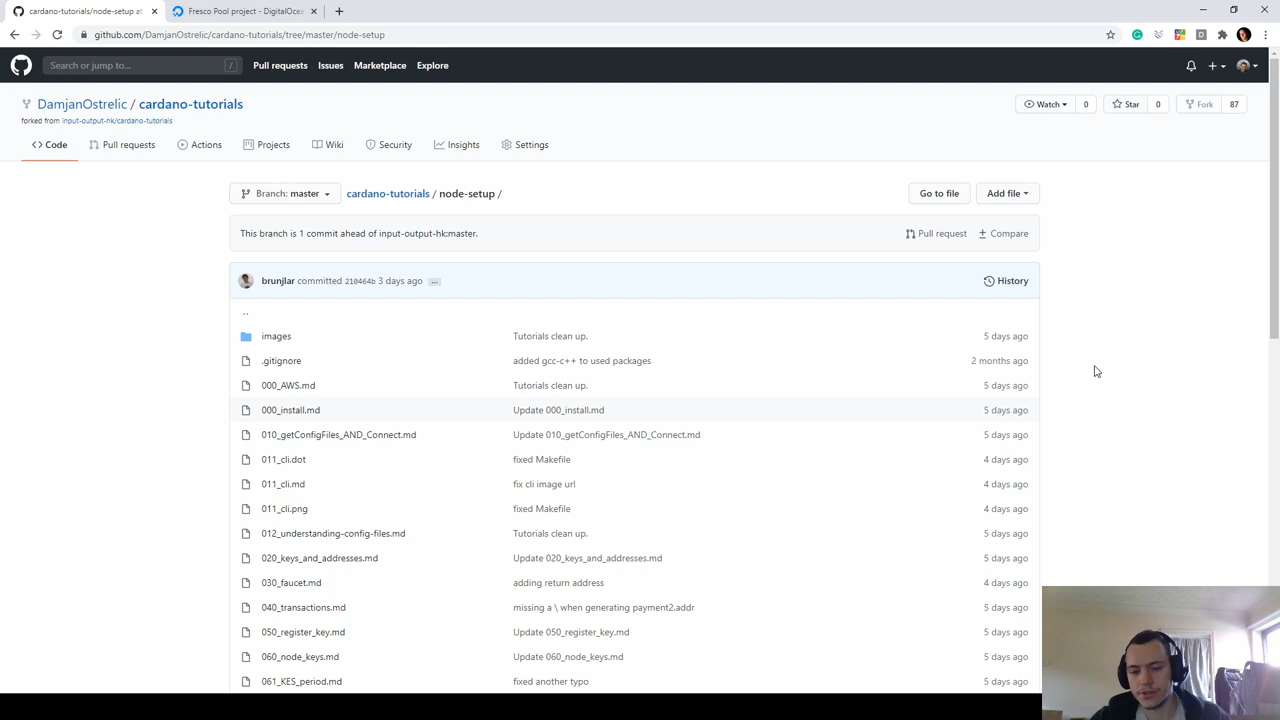 cardano-tutorials/node-setup at
Fresco Pool project - DigitalOce
github.com/DamjanOstrelic/cardano-tutorials/tree/master/node-setup
Search or jump to...
/
Pull requests
Issues
Marketplace
Explore
DamjanOstrelic / cardano-tutorials
forked from input-output-hk/cardano-tutorials
Watch
0
Star
0
Fork
87
Code
Pull requests
Actions
Projects
Wiki
Security
Insights
Settings
Branch: master
cardano-tutorials / node-setup /
Go to file
Add file
This branch is 1 commit ahead of input-output-hk:master.
Pull request
Compare
brunjlar committed 210464b 3 days ago ...
History
..
images Tutorials clean up. 5 days ago
.gitignore added gcc-c++ to used packages 2 months ago
000_AWS.md Tutorials clean up. 5 days ago
000_install.md Update 000_install.md 5 days ago
010_getConfigFiles_AND_Connect.md Update 010_getConfigFiles_AND_Connect.md 5 days ago
011_cli.dot fixed Makefile 4 days ago
011_cli.md fix cli image url 4 days ago
011_cli.png fixed Makefile 4 days ago
012_understanding-config-files.md Tutorials clean up. 5 days ago
020_keys_and_addresses.md Update 020_keys_and_addresses.md 5 days ago
030_faucet.md adding return address 4 days ago
040_transactions.md missing a \ when generating payment2.addr 5 days ago
050_register_key.md Update 050_register_key.md 5 days ago
060_node_keys.md Update 060_node_keys.md 5 days ago
061_KES_period.md fixed another typo 5 days ago